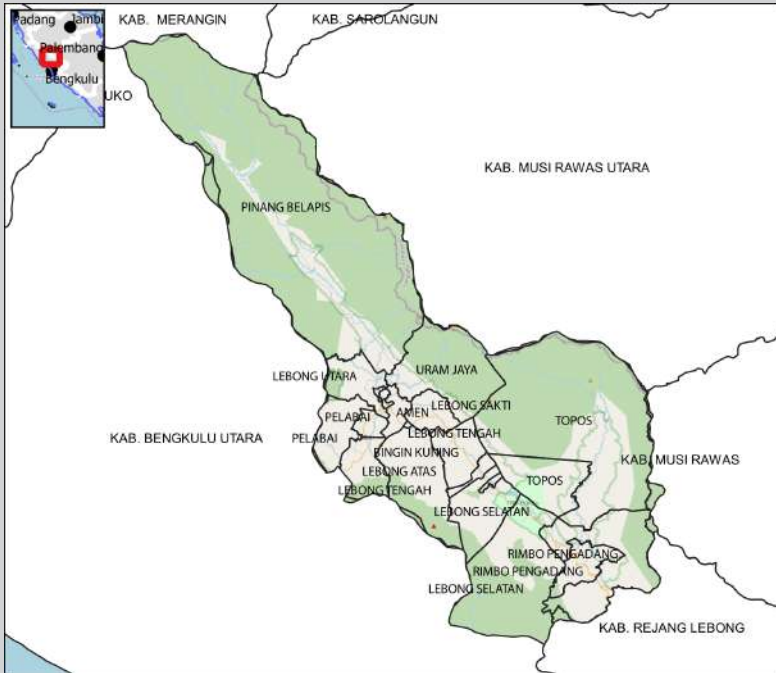 Padang
Jambi
Palembang
Bengkulu
KAB. MERANGIN
KAB. SAROLANGUN
UKO
KAB. MUSI RAWAS UTARA
PINANG BELAPIS
LEBONG UTARA
URAM JAYA
LEBONG SAKTI
PELABAI
AMEN
TOPOS
KAB. BENGKULU UTARA
PELABAI
LEBONG TENGAH
BINGIN KUNING
KAB. MUSI RAWAS
LEBONG ATAS
TOPOS
LEBONG TENGAH
LEBONG SELATAN
RIMBO PENGADANG
RIMBO PENGADANG
LEBONG SELATAN
KAB. REJANG LEBONG